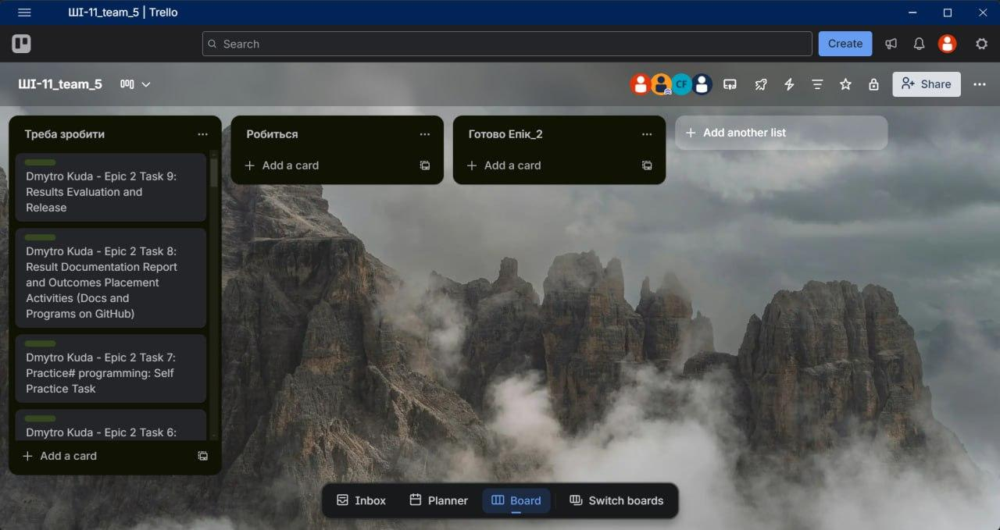 ШІ-11_team_5 | Trello
Search
Create
ШІ-11_team_5
CF
Share
Треба зробити
Dmytro Kuda - Epic 2 Task 9:
Results Evaluation and
Release
Dmytro Kuda - Epic 2 Task 8:
Result Documentation Report
and Outcomes Placement
Activities (Docs and
Programs on GitHub)
Dmytro Kuda - Epic 2 Task 7:
Practice# programming: Self
Practice Task
Dmytro Kuda - Epic 2 Task 6:
Add a card
Робиться
Add a card
Готово Епік_2
Add a card
Add another list
Inbox
Planner
Board
Switch boards